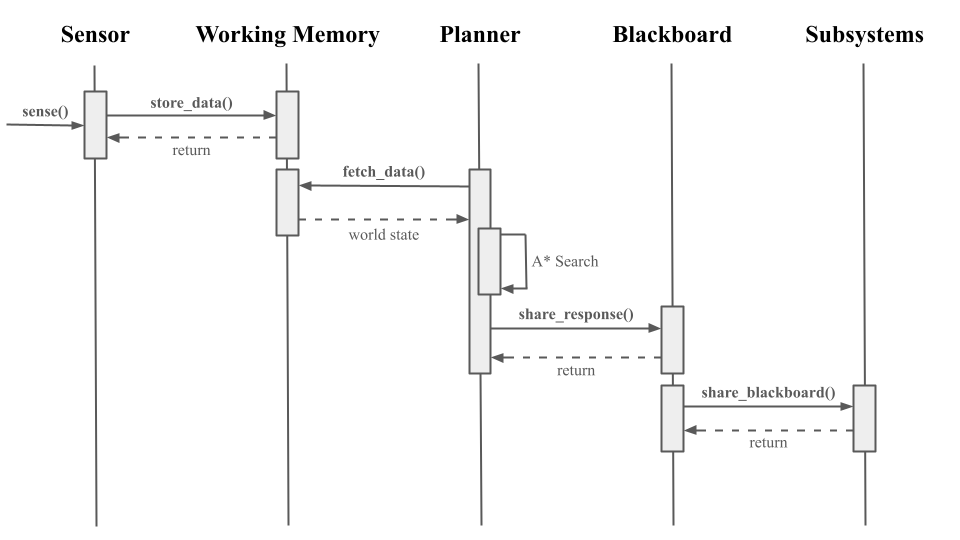 Sensor
Working Memory
Planner
Blackboard
Subsystems
sense()
store_data()
return
fetch_data()
world state
A* Search
share_response()
return
share_blackboard()
return